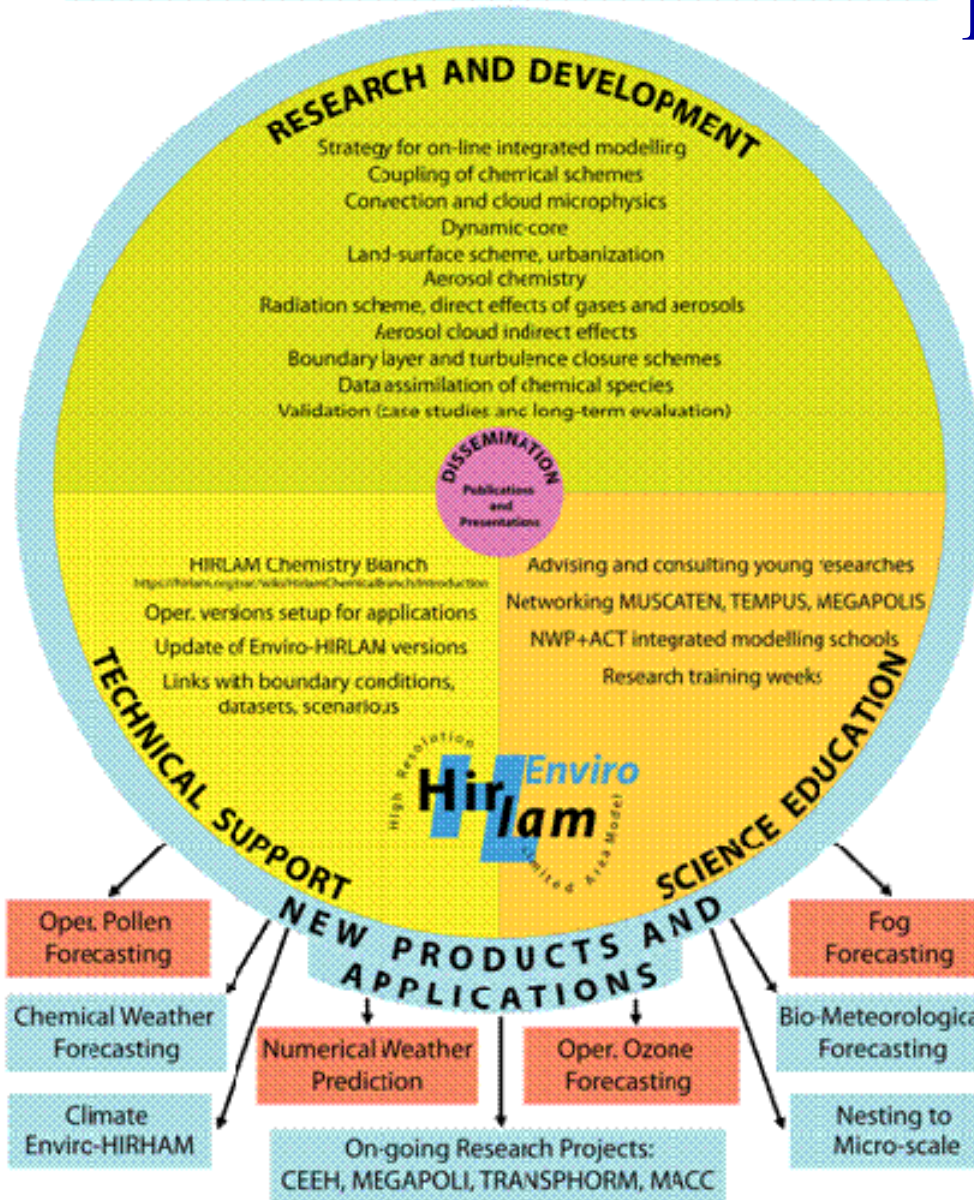 RESEARCH AND DEVELOPMENT
Strategy for on-line integrated modelling
Coupling of chemical schemes
Convection and cloud microphysics
Dynamic core
Land-surface scheme, urbanization
Aerosol chemistry
Radiation scheme, direct effects of gases and aerosols
Aerosol cloud indirect effects
Boundary layer and turbulence closure schemes
Data assimilation of chemical species
Validation (case studies and long-term evaluation)
DISSEMINATION
Publications
and
Presentations
HIRLAM Chemistry Branch
Oper. versions setup for applications
Update of Enviro-HIRLAM versions
Links with boundary conditions,
datasets, scenarious
TECHNICAL SUPPORT
Advising and consulting young researches
Networking MUSCATEN, TEMPUS, MEGAPOLIS
NWP+ACT integrated modelling schools
Research training weeks
SCIENCE EDUCATION
High Resolution
Enviro
Hirlam
Limited Area Model
NEW PRODUCTS AND
APPLICATIONS
Oper. Pollen
Forecasting
Fog
Forecasting
Chemical Weather
Forecasting
Bio-Meteorologica
Forecasting
Numerical Weather
Prediction
Oper. Ozone
Forecasting
Climate
Enviro-HIRHAM
Nesting to
Micro-scale
On-going Research Projects:
CEEH, MEGAPOLI, TRANSPHORM, MACC